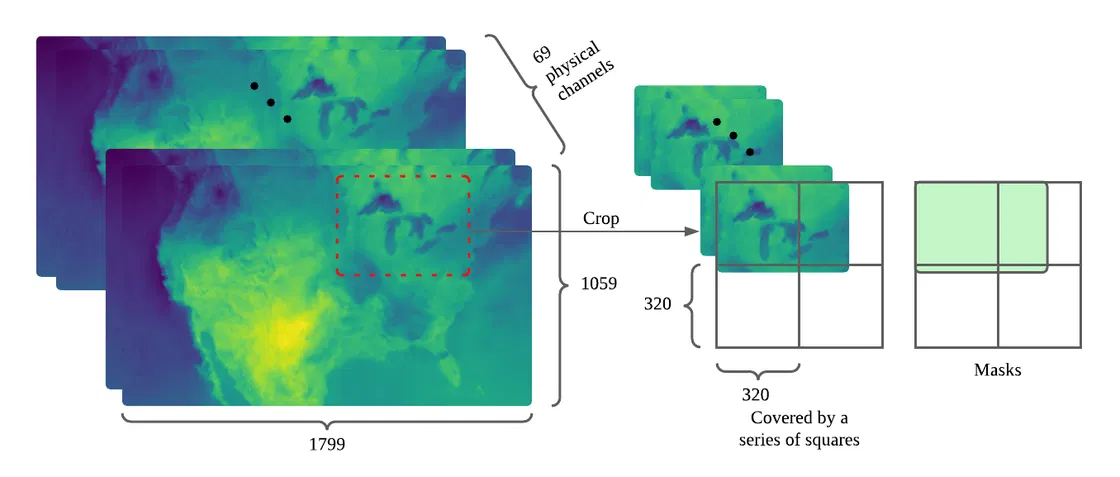 69
physical
channels
Crop
1059
320
320
Covered by a
series of squares
Masks
1799